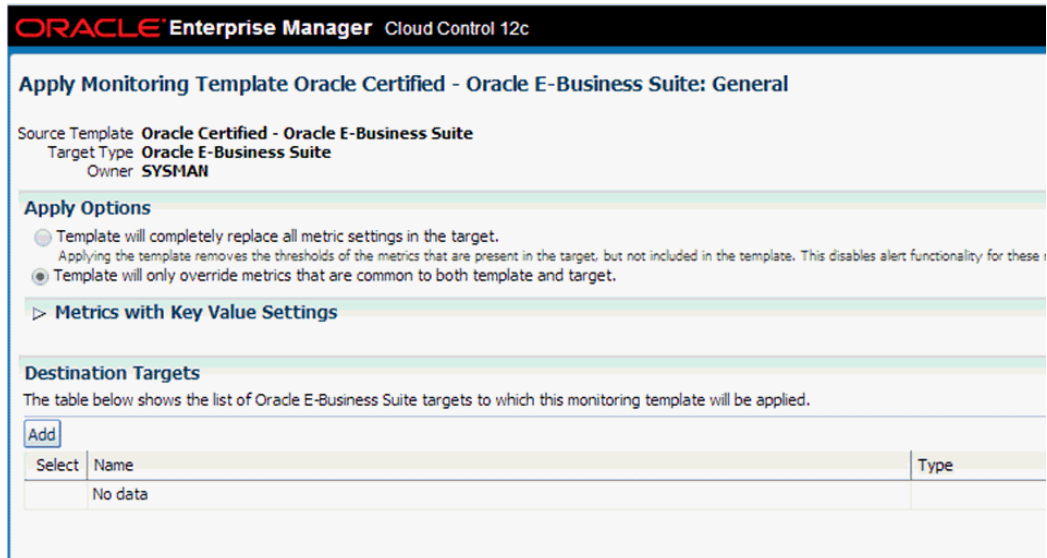 ORACLE Enterprise Manager Cloud Control 12c
Apply Monitoring Template Oracle Certified - Oracle E-Business Suite: General
Source Template Oracle Certified - Oracle E-Business Suite
Target Type Oracle E-Business Suite
Owner SYSMAN
Apply Options
Template will completely replace all metric settings in the target.
Applying the template removes the thresholds of the metrics that are present in the target, but not included in the template. This disables alert functionality for these
Template will only override metrics that are common to both template and target.
Metrics with Key Value Settings
Destination Targets
The table below shows the list of Oracle E-Business Suite targets to which this monitoring template will be applied.
Add
Select Name Type
No data